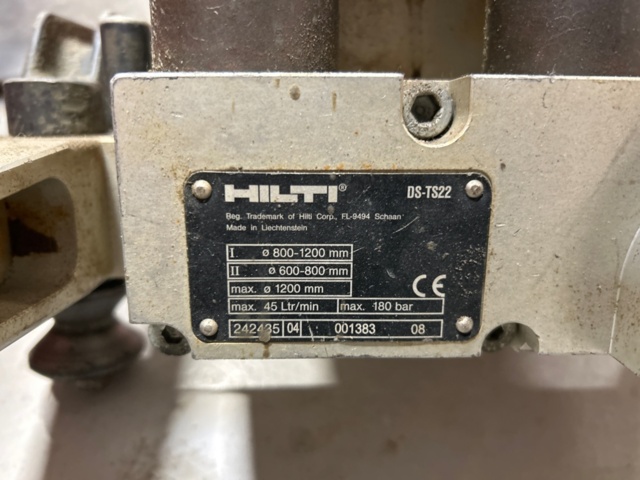 HILTI® DS-TS22
Reg. Trademark of Hilti Corp., FL-9494 Schaan
Made in Liechtenstein
I ø 800-1200 mm
II ø 600-800 mm
max. ø 1200 mm CE
max. 45 Ltr/min max. 180 bar
242435 04 001383 08